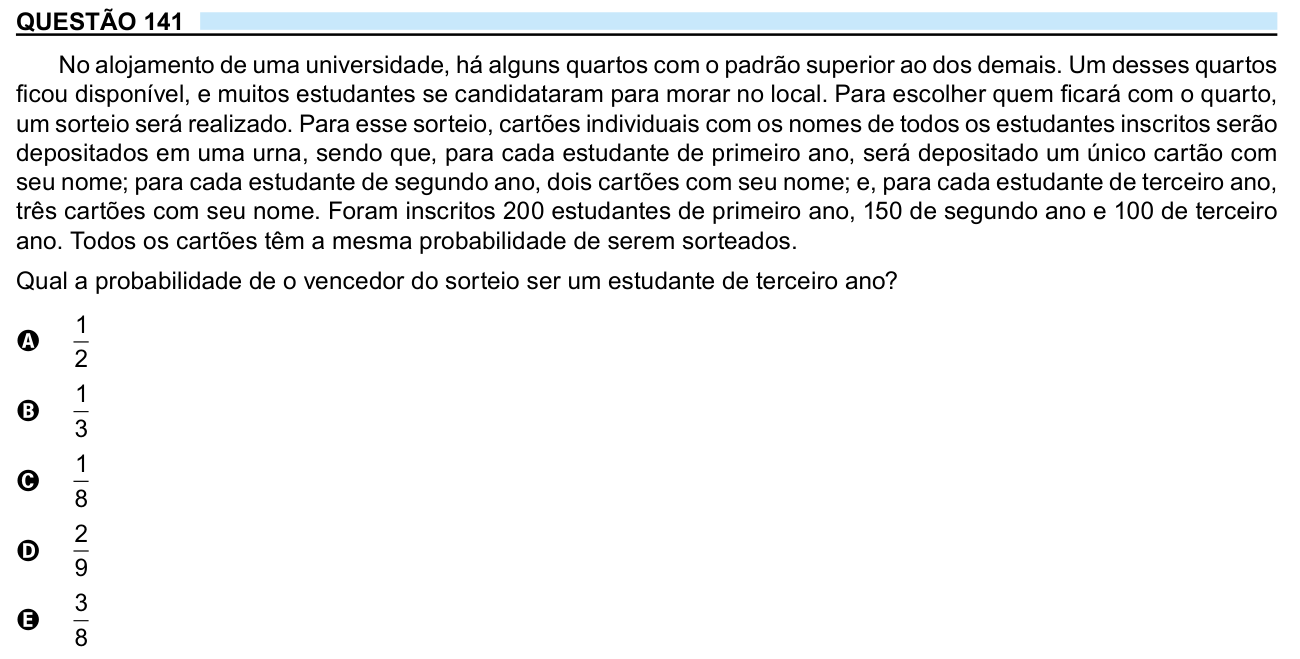 QUESTÃO 141
No alojamento de uma universidade, há alguns quartos com o padrão superior ao dos demais. Um desses quartos
ficou disponível, e muitos estudantes se candidataram para morar no local. Para escolher quem ficará com o quarto,
um sorteio será realizado. Para esse sorteio, cartões individuais com os nomes de todos os estudantes inscritos serão
depositados em uma urna, sendo que, para cada estudante de primeiro ano, será depositado um único cartão com
seu nome; para cada estudante de segundo ano, dois cartões com seu nome; e, para cada estudante de terceiro ano,
três cartões com seu nome. Foram inscritos 200 estudantes de primeiro ano, 150 de segundo ano e 100 de terceiro
ano. Todos os cartões têm a mesma probabilidade de serem sorteados.
Qual a probabilidade de o vencedor do sorteio ser um estudante de terceiro ano?
A 1/2
B 1/3
C 1/8
D 2/9
E 3/8